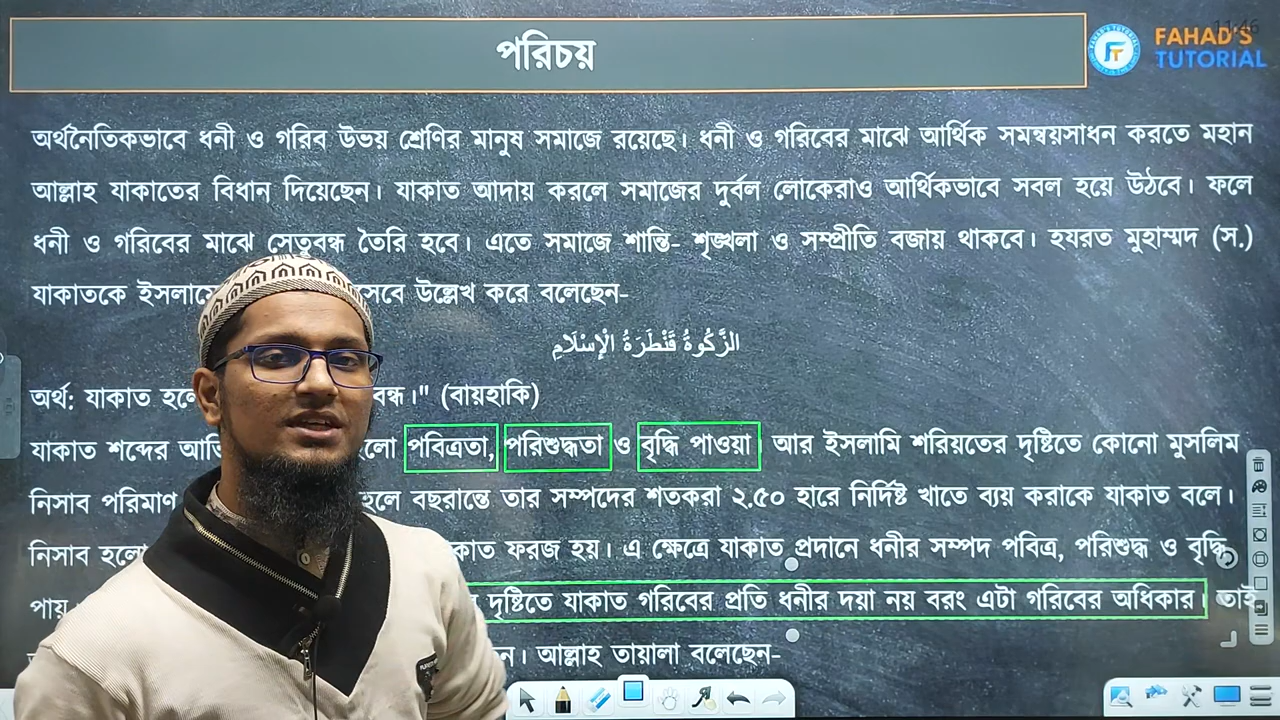 পরিচয়
11:46
FAHAD'S
TUTORIAL
অর্থনৈতিকভাবে ধনী ও গরিব উভয় শ্রেণির মানুষ সমাজে রয়েছে। ধনী ও গরিবের মাঝে আর্থিক সমন্বয়সাধন করতে মহান
আল্লাহ যাকাতের বিধান দিয়েছেন। যাকাত আদায় করলে সমাজের দুর্বল লোকেরাও আর্থিকভাবে সবল হয়ে উঠবে। ফলে
ধনী ও গরিবের মাঝে সেতুবন্ধ তৈরি হবে। এতে সমাজে শান্তি- শৃঙ্খলা ও সম্প্রীতি বজায় থাকবে। হযরত মুহাম্মদ (স.)
যাকাতকে উল্লেখ করে বলেছেন-
الزَّكٰوةُ قَنْطَرَةُ الْإِسْلَامِ
অর্থ: যাকাত বন্ধ।" (বায়হাকি)
যাকাত শব্দের পবিত্রতা, পরিশুদ্ধতা ও বৃদ্ধি পাওয়া। আর ইসলামি শরিয়তের দৃষ্টিতে কোনো মুসলিম
নিসাব পরিমাণ হলে বছরান্তে তার সম্পদের শতকরা ২.৫০ হারে নির্দিষ্ট খাতে ব্যয় করাকে যাকাত বলে।
নিসাব ফরজ হয়। এ ক্ষেত্রে যাকাত প্রদানে ধনীর সম্পদ পবিত্র, পরিশুদ্ধ ও বৃদ্ধি
পায় দৃষ্টিতে যাকাত গরিবের প্রতি ধনীর দয়া নয় বরং এটা গরিবের অধিকার। তাই
আল্লাহ তায়ালা বলেছেন-